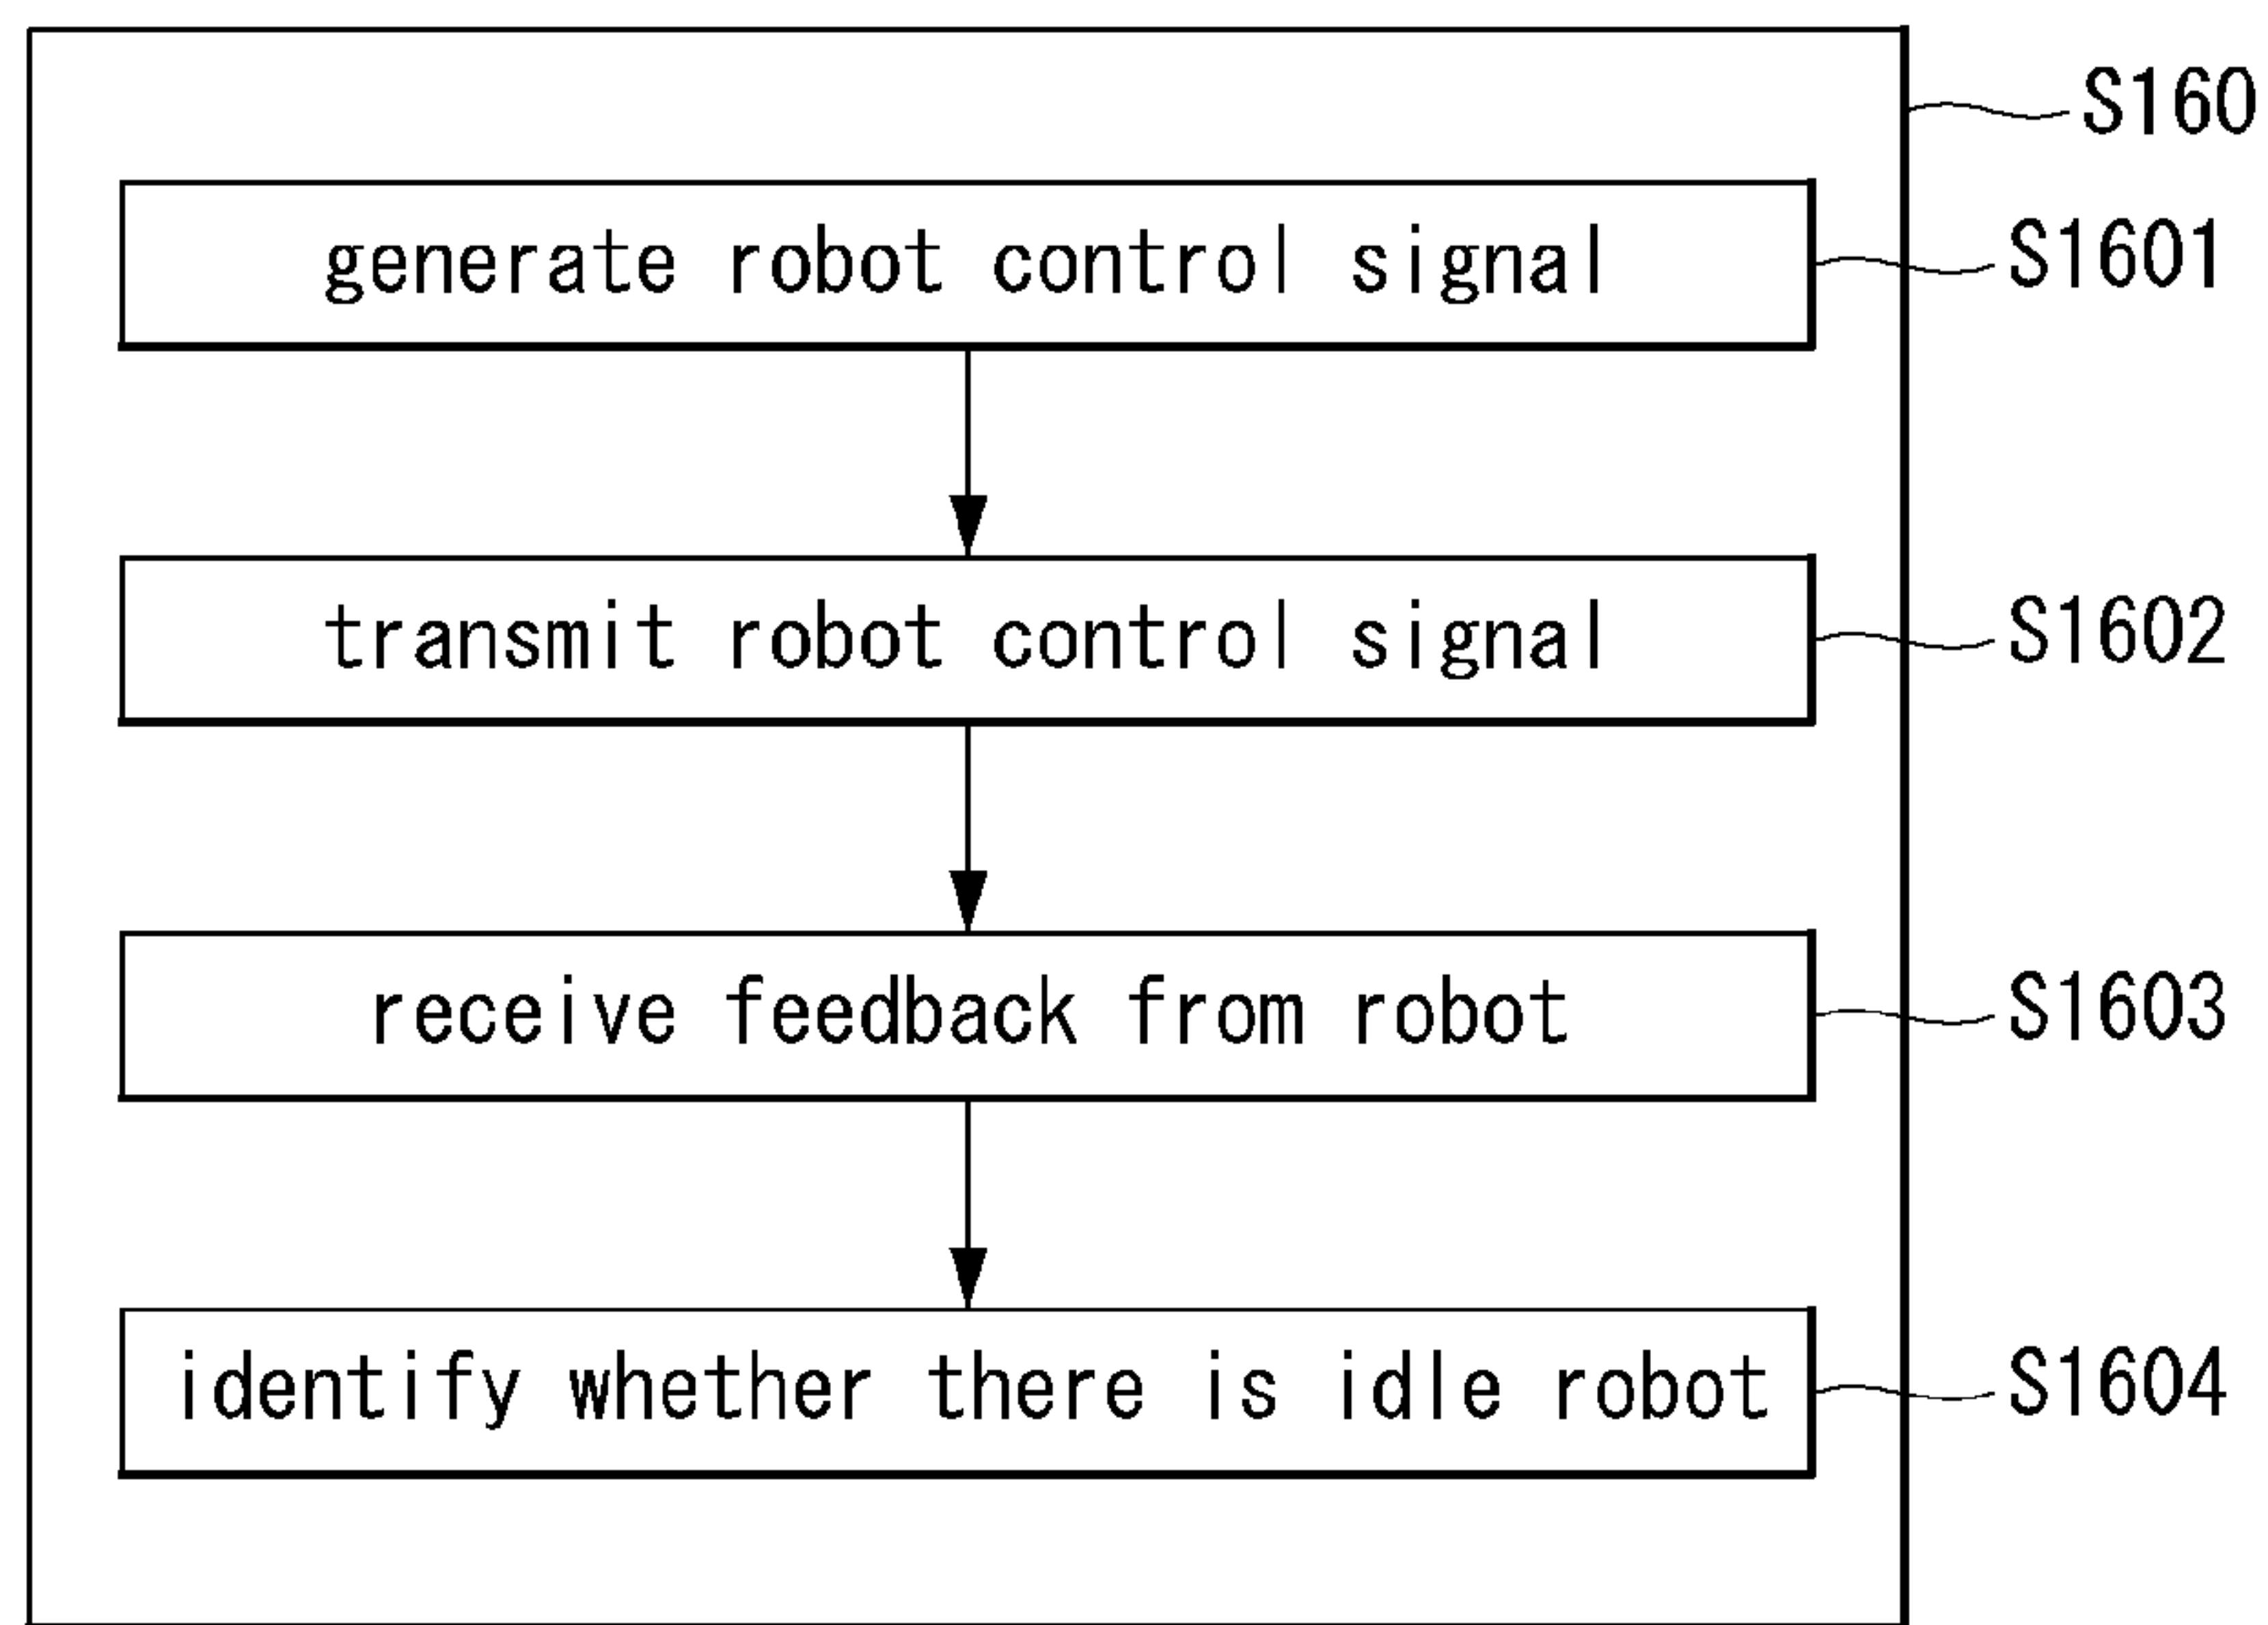 S160
generate robot control signal S1601
transmit robot control signal S1602
receive feedback from robot S1603
identify whether there is idle robot S1604